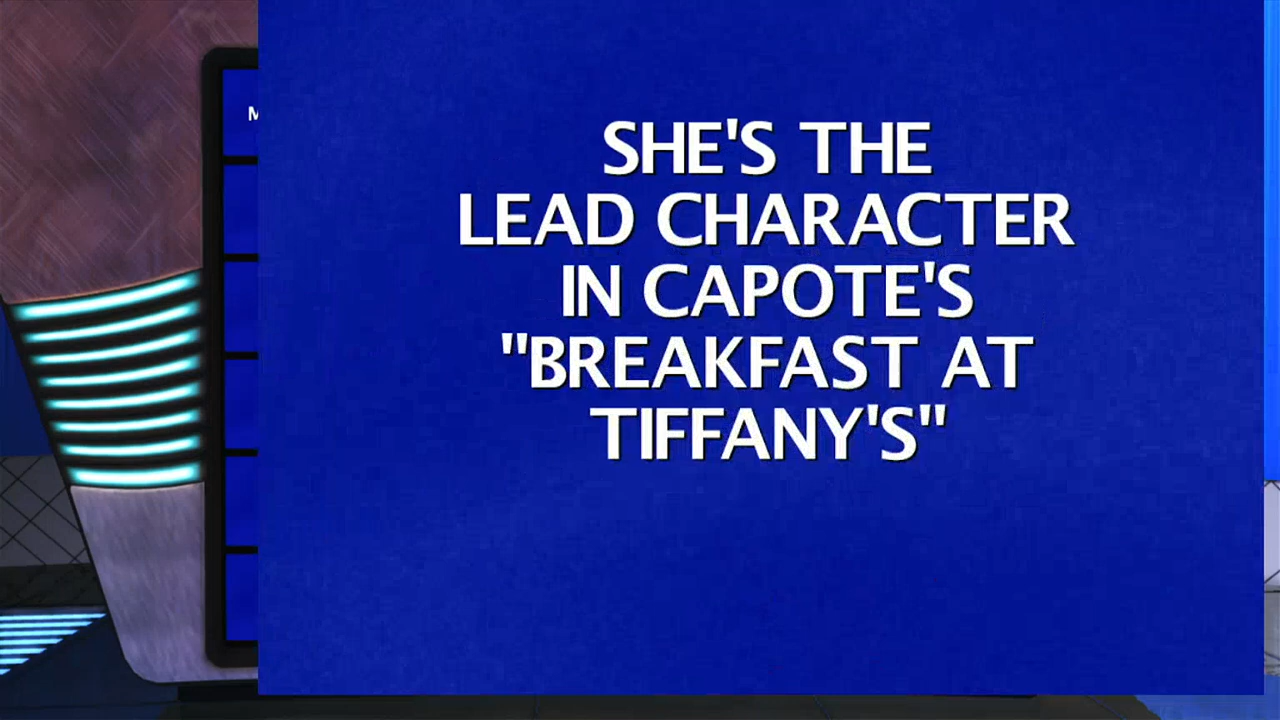 M
SHE'S THE
LEAD CHARACTER
IN CAPOTE'S
"BREAKFAST AT
TIFFANY'S"